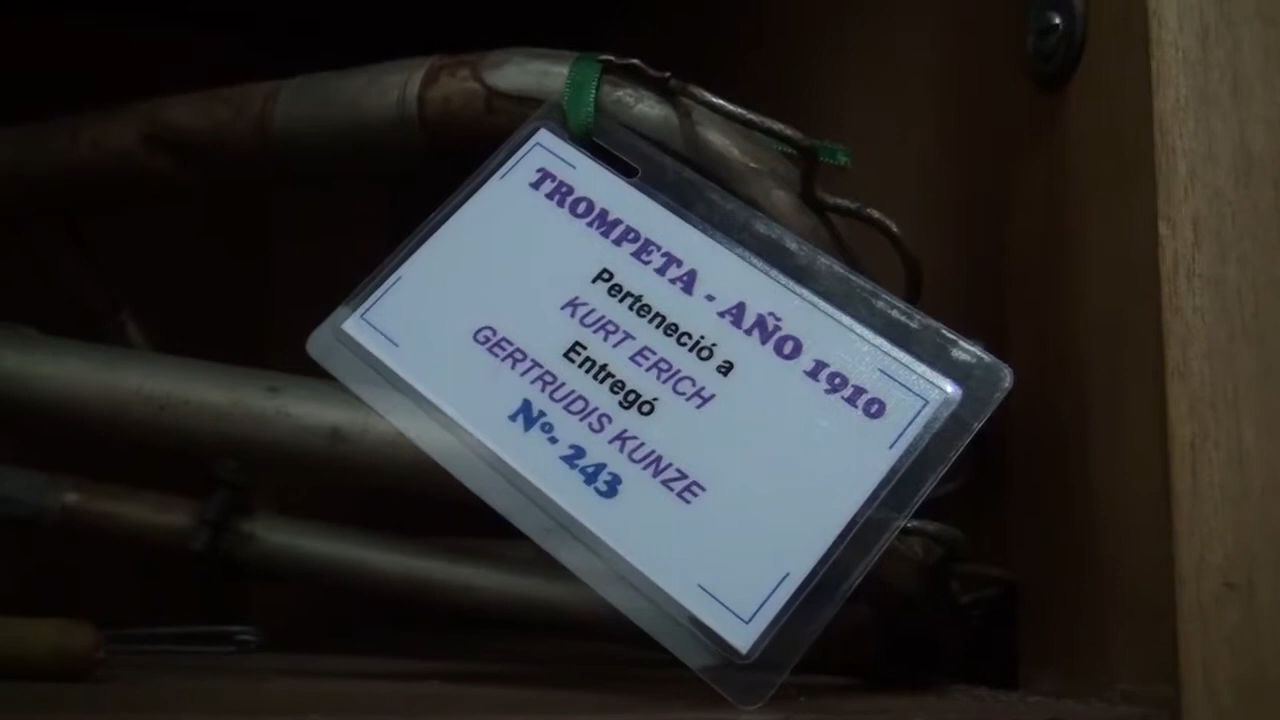 TROMPETA - AÑO 1910
Perteneció a
KURT ERICH
Entregó
GERTRUDIS KUNZE
Nº.- 243